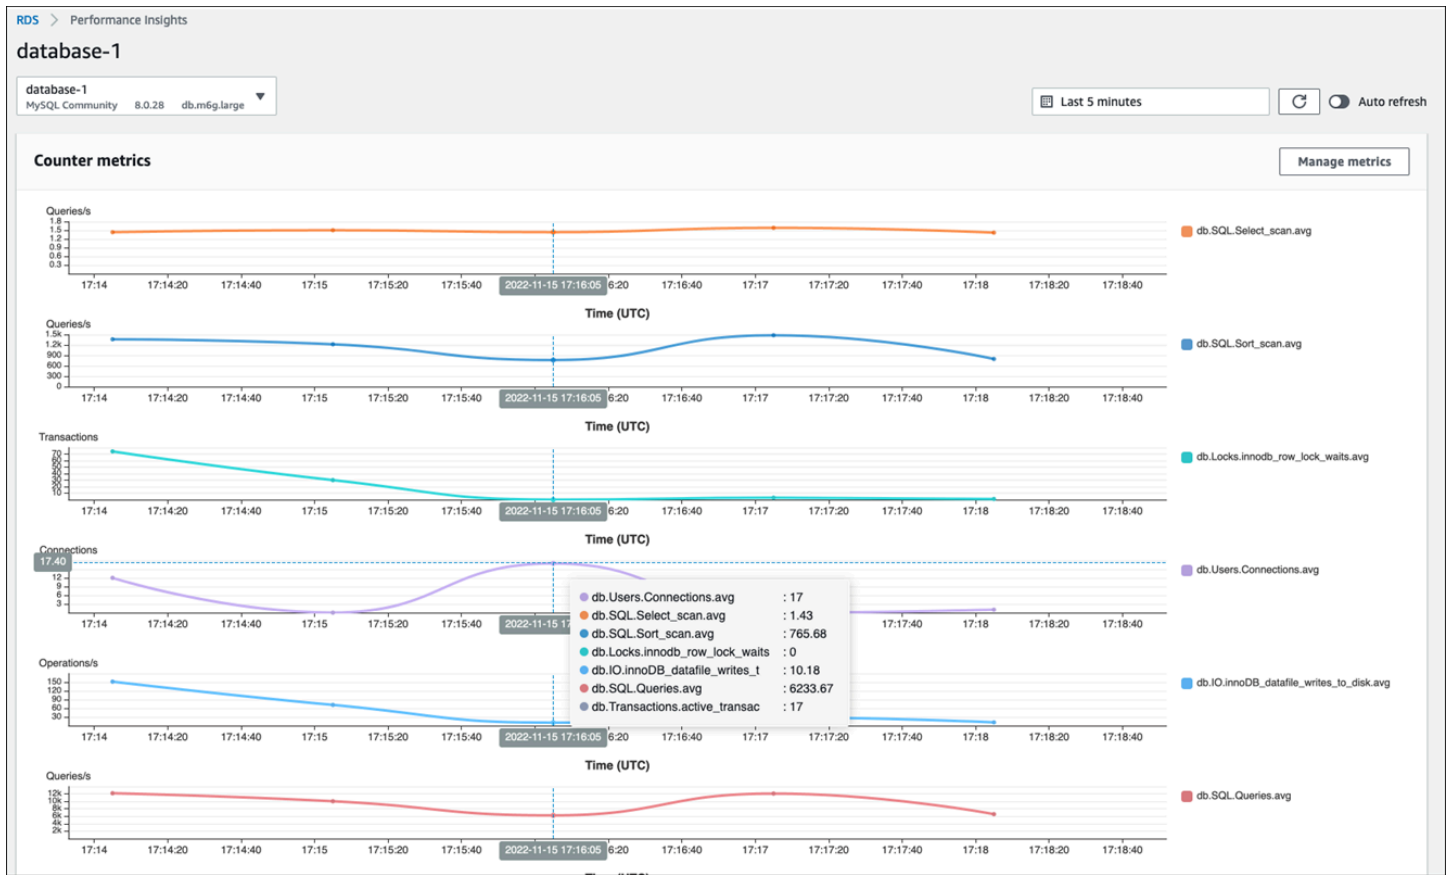 RDS > Performance Insights
database-1
database-1
MySQL Community 8.0.28 db.m6g.large
Last 5 minutes
Auto refresh
Counter metrics
Manage metrics
Queries/s
1.8
1.5
1.2
0.9
0.6
0.3
db.SQL.Select_scan.avg
17:14 17:14:20 17:14:40 17:15 17:15:20 17:15:40 2022-11-15 17:16:05 6:20 17:16:40 17:17 17:17:20 17:17:40 17:18 17:18:20 17:18:40
Time (UTC)
Queries/s
1.5k
1.2k
900
600
300
0
db.SQL.Sort_scan.avg
17:14 17:14:20 17:14:40 17:15 17:15:20 17:15:40 2022-11-15 17:16:05 6:20 17:16:40 17:17 17:17:20 17:17:40 17:18 17:18:20 17:18:40
Time (UTC)
Transactions
70
60
50
40
30
20
10
db.Locks.innodb_row_lock_waits.avg
17:14 17:14:20 17:14:40 17:15 17:15:20 17:15:40 2022-11-15 17:16:05 6:20 17:16:40 17:17 17:17:20 17:17:40 17:18 17:18:20 17:18:40
Time (UTC)
Connections
17.40
12
9
6
3
db.Users.Connections.avg
17:14 17:14:20 17:14:40 17:15 17:15:20 17:15:40 2022-11-15 17 17:17:40 17:18 17:18:20 17:18:40
db.Users.Connections.avg : 17
db.SQL.Select_scan.avg : 1.43
db.SQL.Sort_scan.avg : 765.68
db.Locks.innodb_row_lock_waits : 0
db.IO.innoDB_datafile_writes_t : 10.18
db.SQL.Queries.avg : 6233.67
db.Transactions.active_transac : 17
Operations/s
150
120
90
60
30
db.IO.innoDB_datafile_writes_to_disk.avg
17:14 17:14:20 17:14:40 17:15 17:15:20 17:15:40 2022-11-15 17:16:05 6:20 17:16:40 17:17 17:17:20 17:17:40 17:18 17:18:20 17:18:40
Time (UTC)
Queries/s
12k
10k
8k
6k
4k
2k
db.SQL.Queries.avg
17:14 17:14:20 17:14:40 17:15 17:15:20 17:15:40 2022-11-15 17:16:05 6:20 17:16:40 17:17 17:17:20 17:17:40 17:18 17:18:20 17:18:40